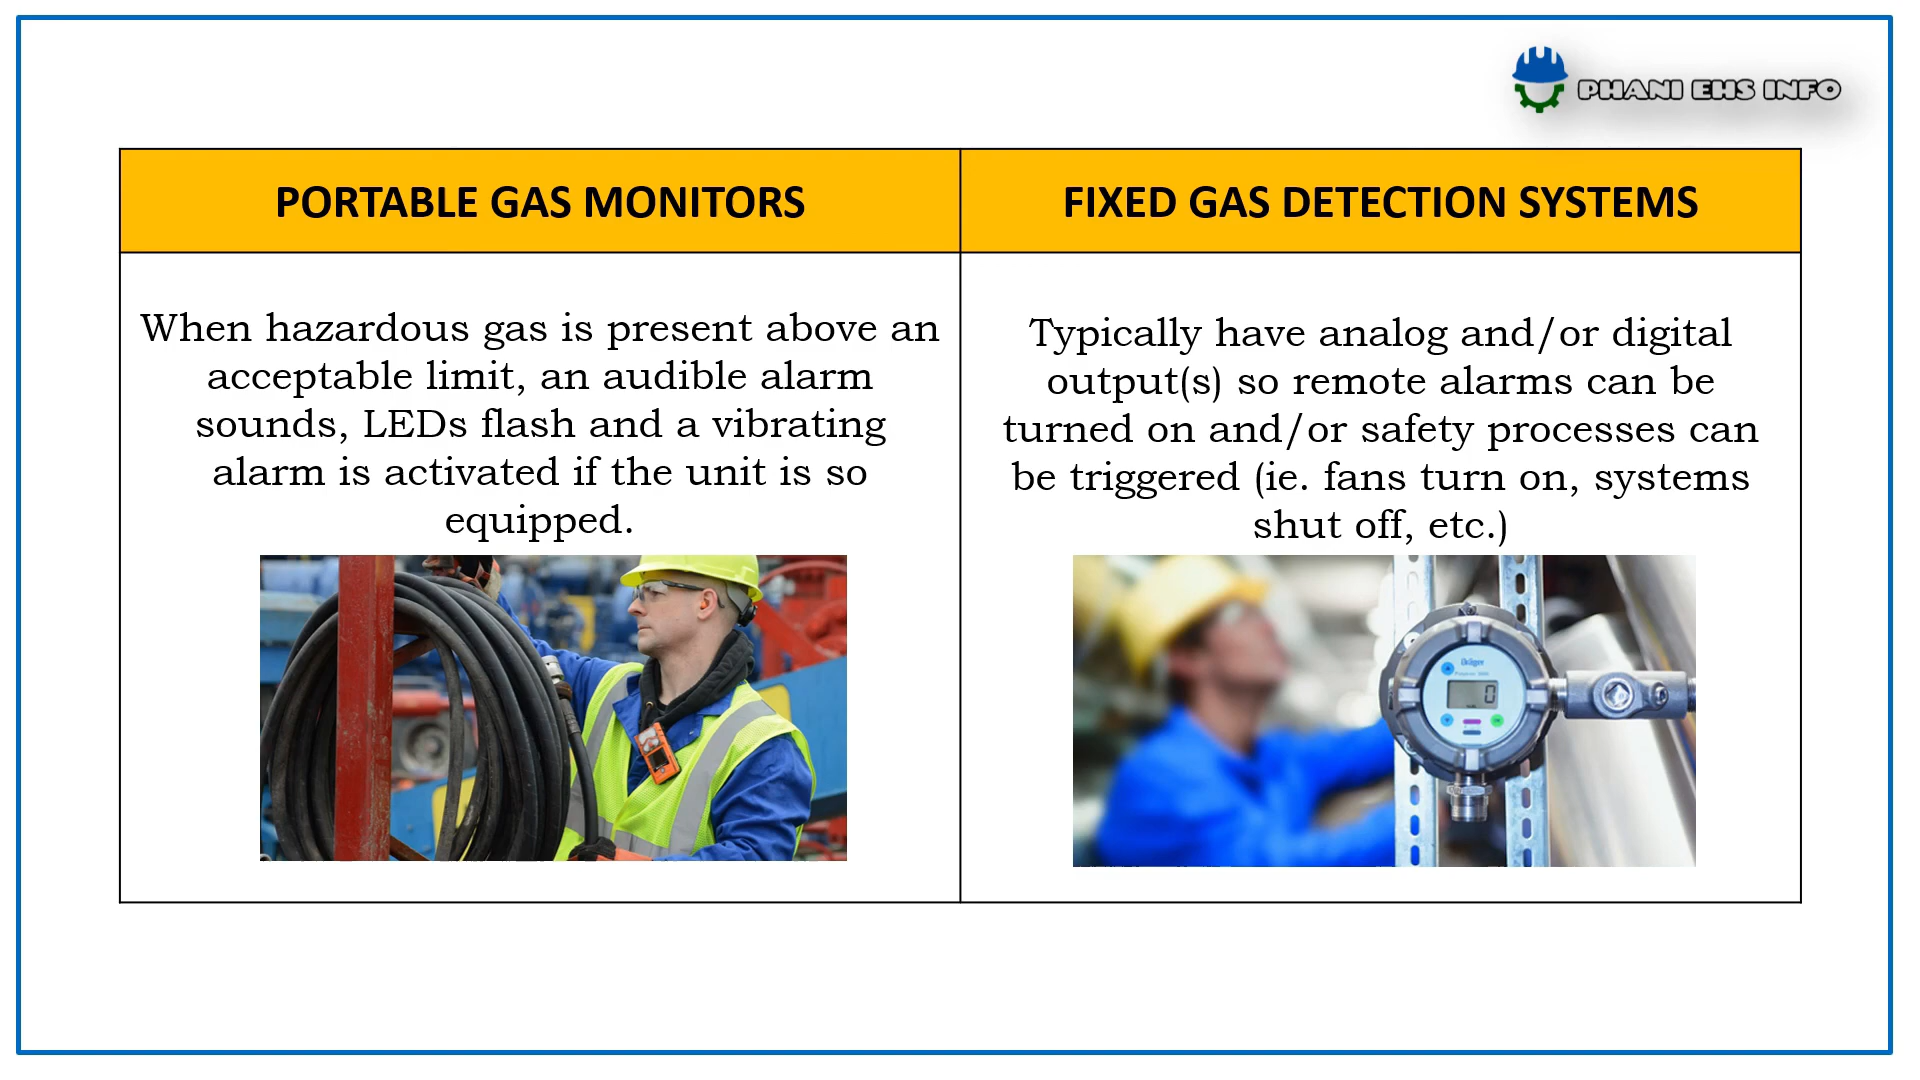 PHANI EHS INFO
PORTABLE GAS MONITORS
FIXED GAS DETECTION SYSTEMS
When hazardous gas is present above an
acceptable limit, an audible alarm
sounds, LEDs flash and a vibrating
alarm is activated if the unit is so
equipped.
Typically have analog and/or digital
output(s) so remote alarms can be
turned on and/or safety processes can
be triggered (ie. fans turn on, systems
shut off, etc.)
Dräger
0